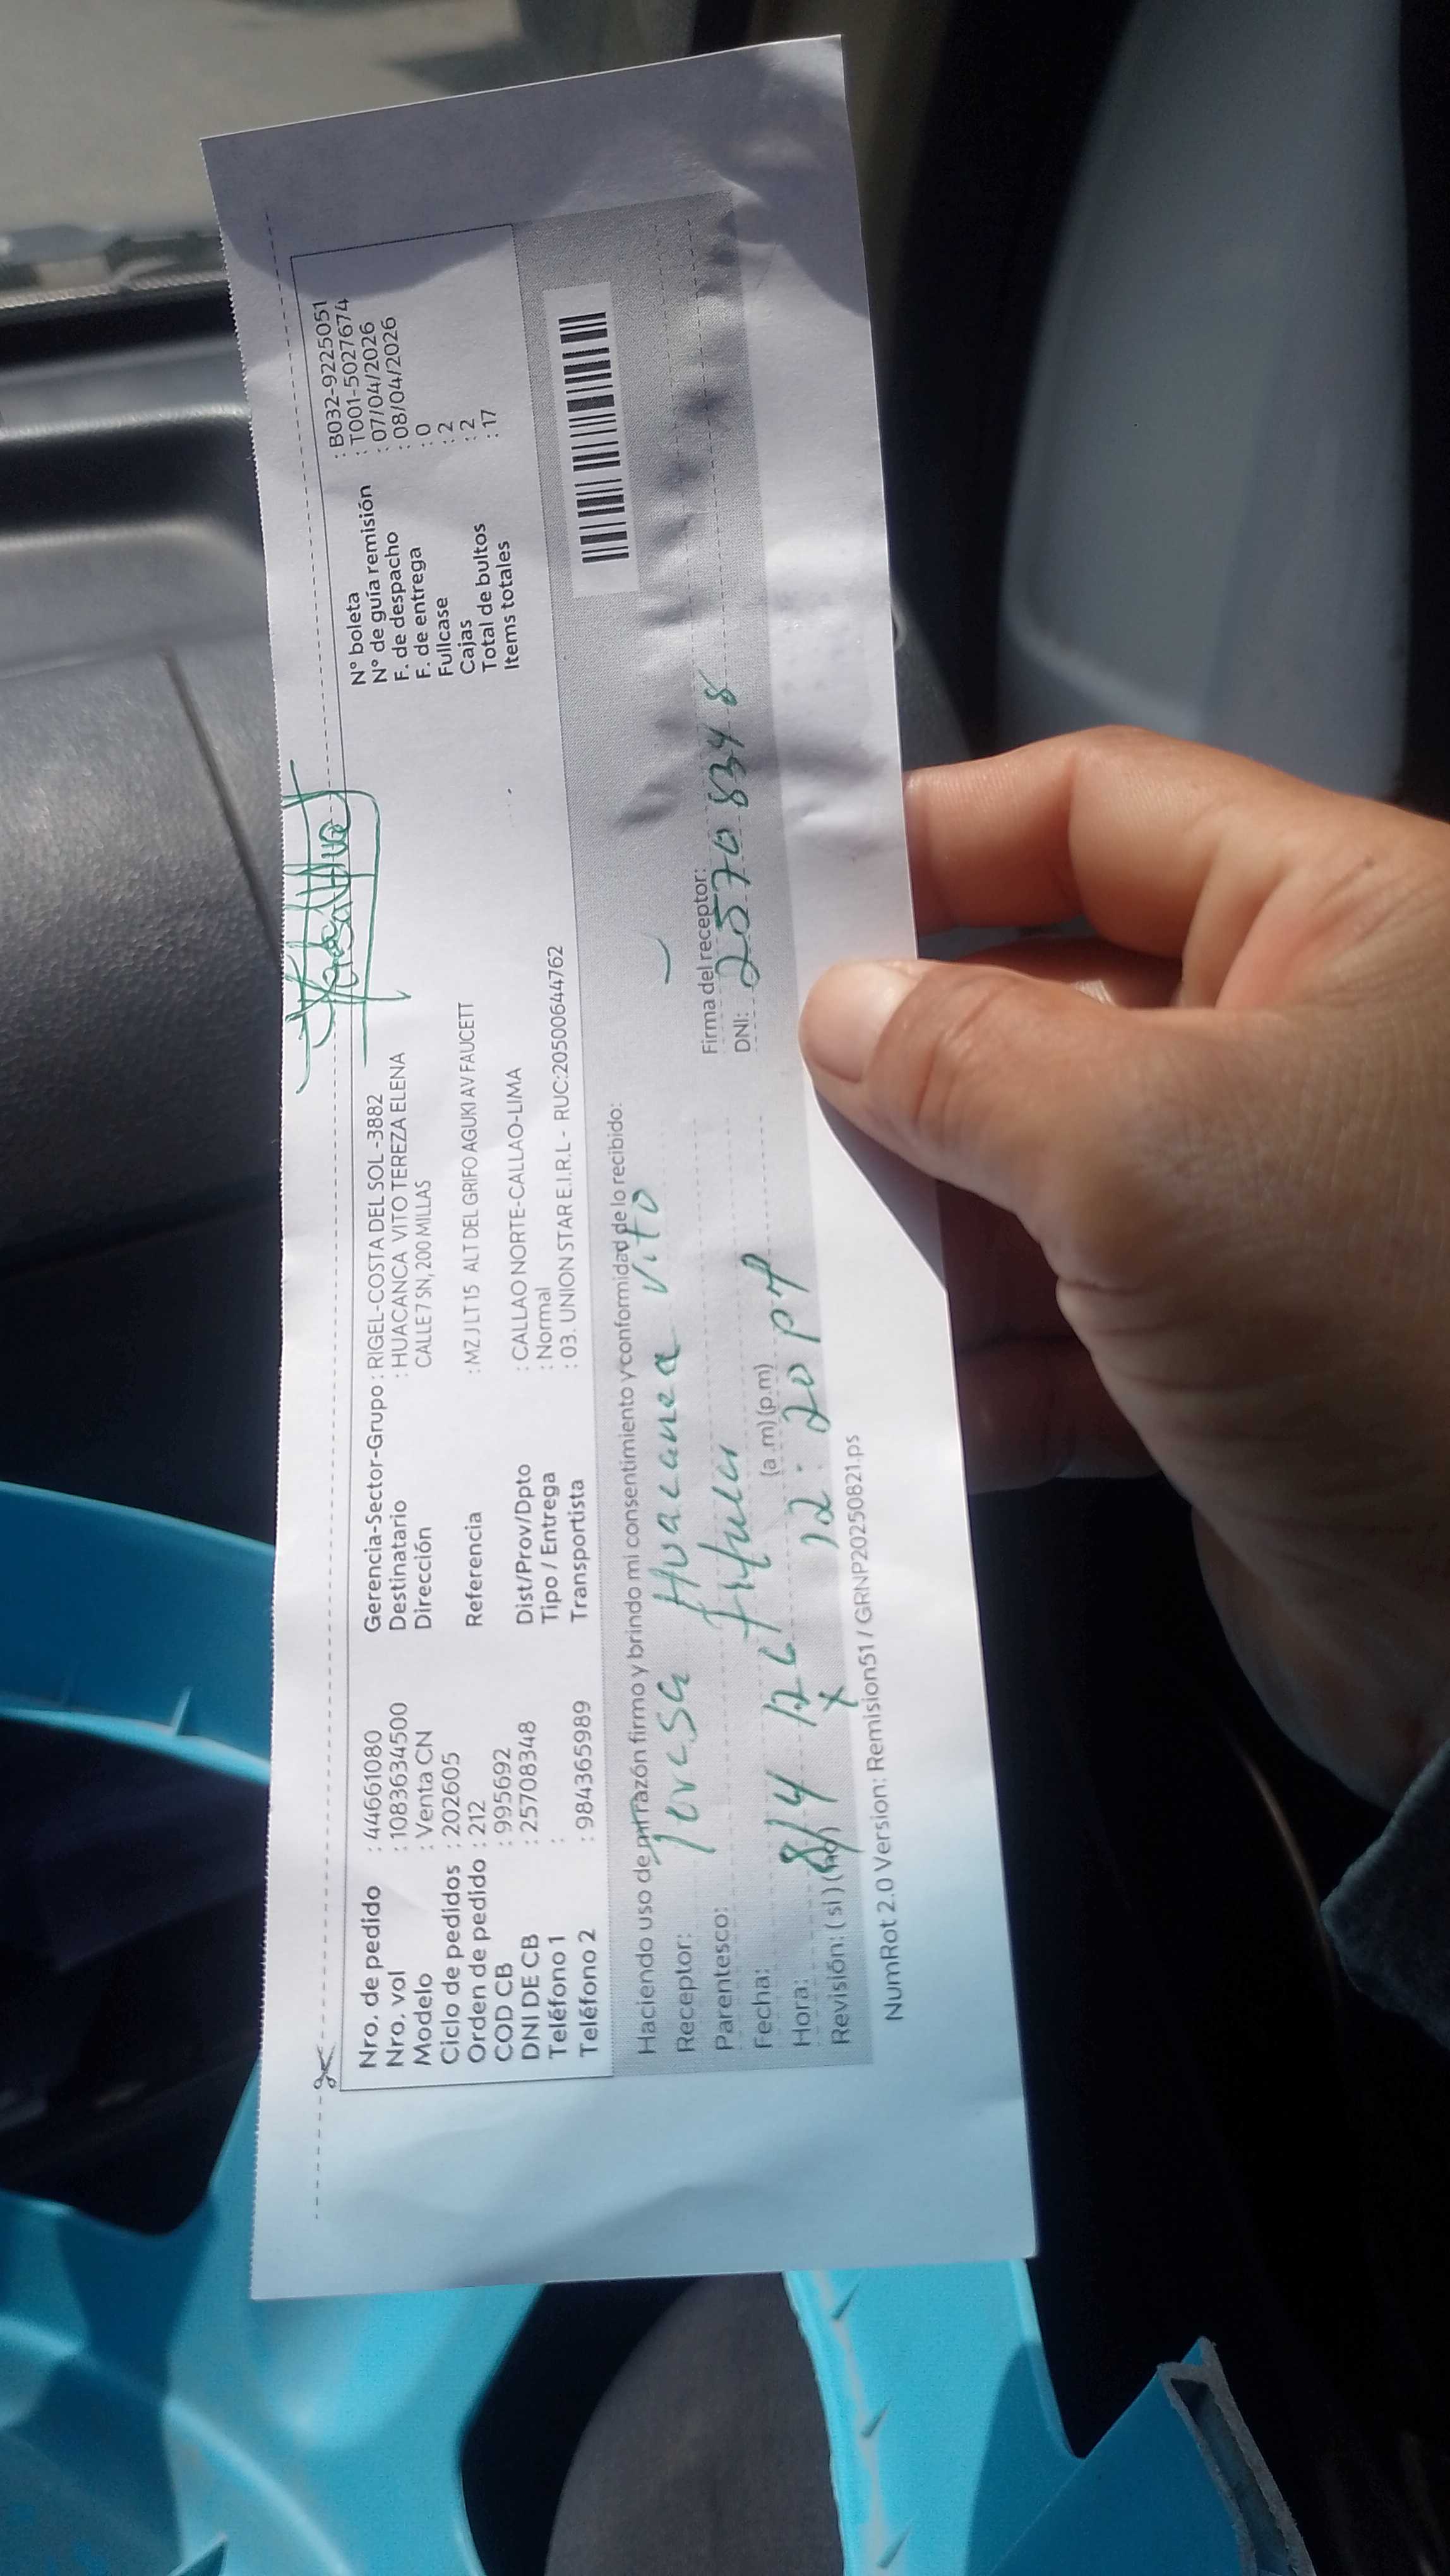 Nro. de pedido : 44661080 Gerencia-Sector-Grupo : RIGEL-COSTA DEL SOL -3882 N° boleta : B032-9225051
Nro. vol : 1083634500 Destinatario : HUACANCA VITO TEREZA ELENA N° de guía remisión : T001-5027674
Modelo : Venta CN Dirección CALLE 7 SN, 200 MILLAS F. de despacho : 07/04/2026
Ciclo de pedidos : 202605 F. de entrega : 08/04/2026
Orden de pedido : 212 Referencia : MZ J LT 15 ALT DEL GRIFO AGUKI AV FAUCETT Fullcase : 0
COD CB : 995692 Cajas : 2
DNI DE CB : 25708348 Dist/Prov/Dpto : CALLAO NORTE-CALLAO-LIMA Total de bultos : 2
Teléfono 1 : Tipo / Entrega : Normal Items totales : 17
Teléfono 2 : 984365989 Transportista : 03. UNION STAR E.I.R.L - RUC:20500644762
Haciendo uso de mi razón firmo y brindo mi consentimiento y conformidad de lo recibido:
Receptor: Teresa Huacanca Vito
Parentesco: Firma del receptor:
Fecha: 8/4/26 DNI: 25708348
Hora: 12:20 (a.m) (p.m)
Revisión: (si) (no) x
NumRot 2.0 Version: Remision51 / GRNP20250821.ps